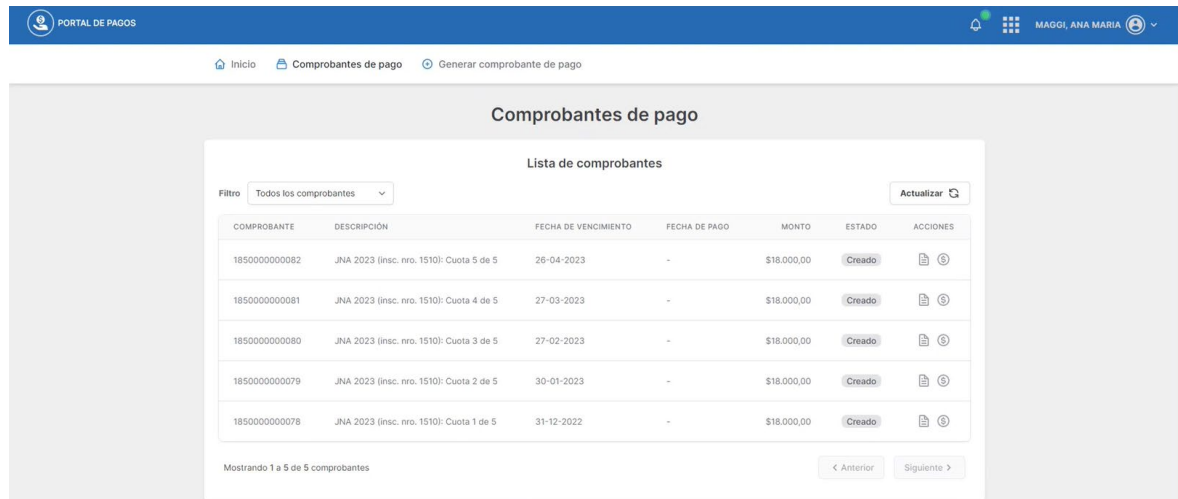 PORTAL DE PAGOS
MAGGI, ANA MARIA
Inicio Comprobantes de pago Generar comprobante de pago
Comprobantes de pago
Lista de comprobantes
Filtro Todos los comprobantes Actualizar
COMPROBANTE DESCRIPCIÓN FECHA DE VENCIMIENTO FECHA DE PAGO MONTO ESTADO ACCIONES
1850000000082 JNA 2023 (insc. nro. 1510): Cuota 5 de 5 26-04-2023 - $18.000,00 Creado
1850000000081 JNA 2023 (insc. nro. 1510): Cuota 4 de 5 27-03-2023 - $18.000,00 Creado
1850000000080 JNA 2023 (insc. nro. 1510): Cuota 3 de 5 27-02-2023 - $18.000,00 Creado
1850000000079 JNA 2023 (insc. nro. 1510): Cuota 2 de 5 30-01-2023 - $18.000,00 Creado
1850000000078 JNA 2023 (insc. nro. 1510): Cuota 1 de 5 31-12-2022 - $18.000,00 Creado
Mostrando 1 a 5 de 5 comprobantes < Anterior Siguiente >